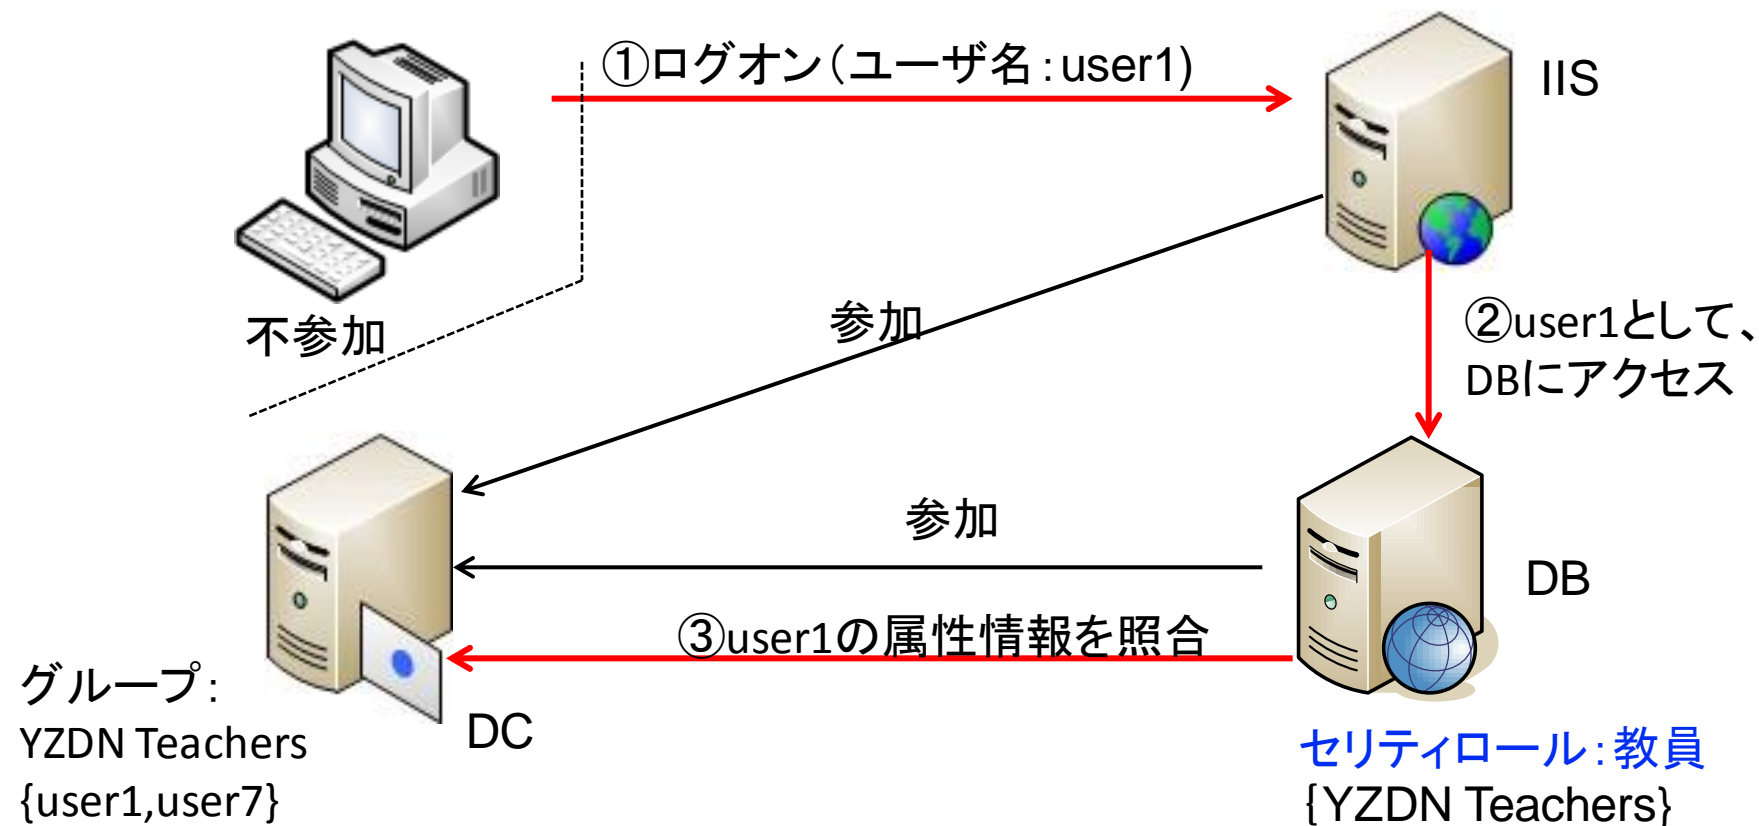 ①ログオン（ユーザ名：user1)
IIS
不参加
参加
②user1として、
DBにアクセス
参加
DB
③user1の属性情報を照合
DC
グループ：
YZDN Teachers
{user1,user7}
セリティロール：教員
{YZDN Teachers}